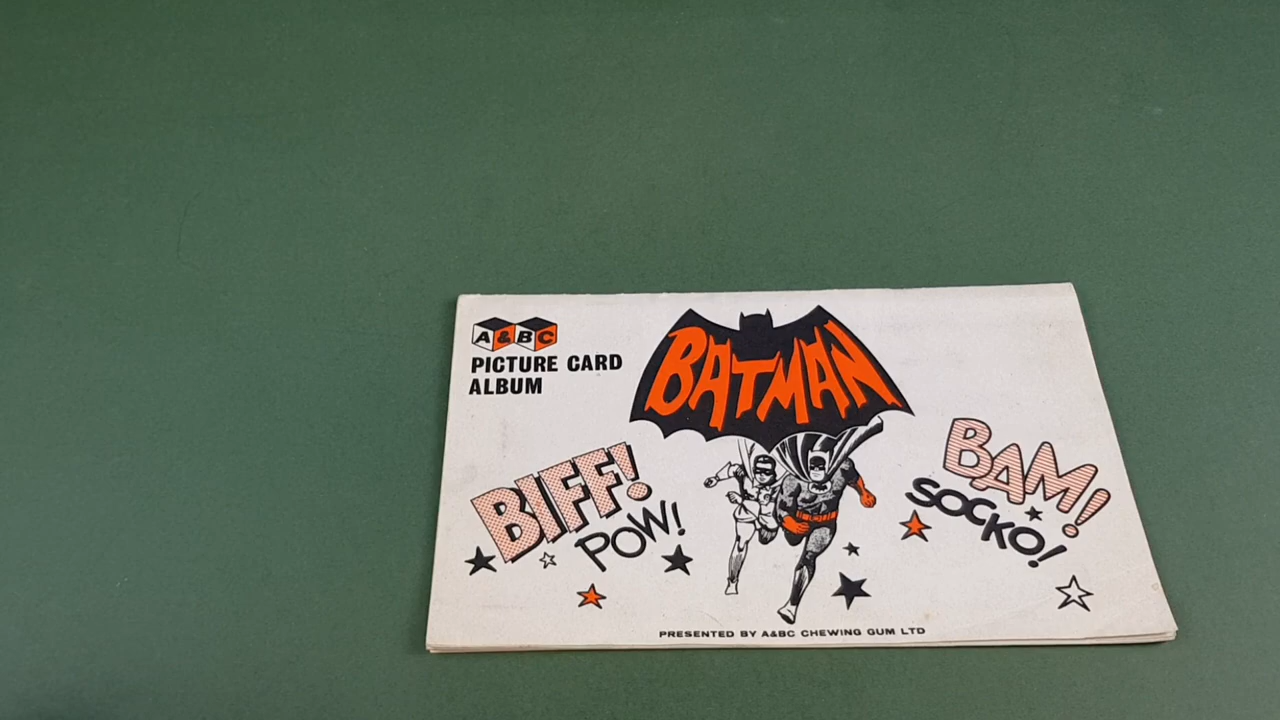 A&BC
PICTURE CARD
ALBUM
BATMAN
BIFF!
POW!
BAM!
SOCKO!
PRESENTED BY A&BC CHEWING GUM LTD